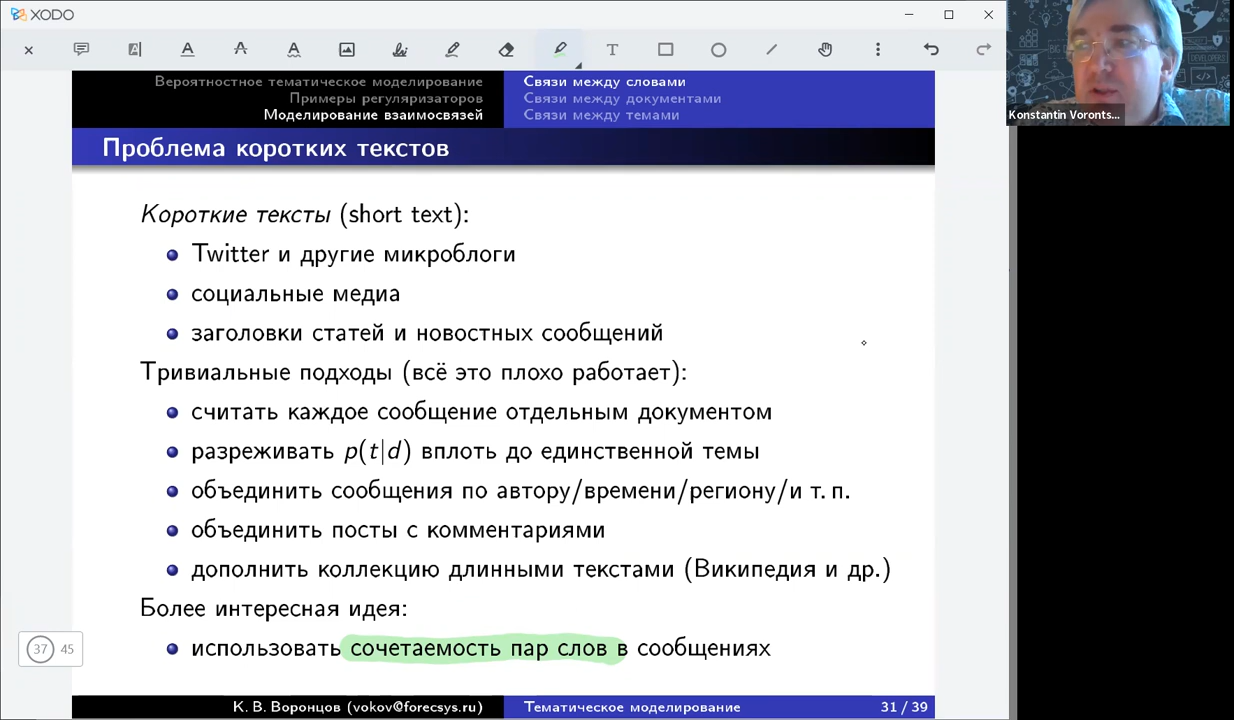 XODO
Konstantin Voronts...
Вероятностное тематическое моделирование
Примеры регуляризаторов
Моделирование взаимосвязей
Связи между словами
Связи между документами
Связи между темами
Проблема коротких текстов
Короткие тексты (short text):
Twitter и другие микроблоги
социальные медиа
заголовки статей и новостных сообщений
Тривиальные подходы (всё это плохо работает):
считать каждое сообщение отдельным документом
разреживать p(t|d) вплоть до единственной темы
объединить сообщения по автору/времени/региону/и т. п.
объединить посты с комментариями
дополнить коллекцию длинными текстами (Википедия и др.)
Более интересная идея:
использовать сочетаемость пар слов в сообщениях
37 45
К. В. Воронцов (vokov@forecsys.ru)
Тематическое моделирование
31 / 39